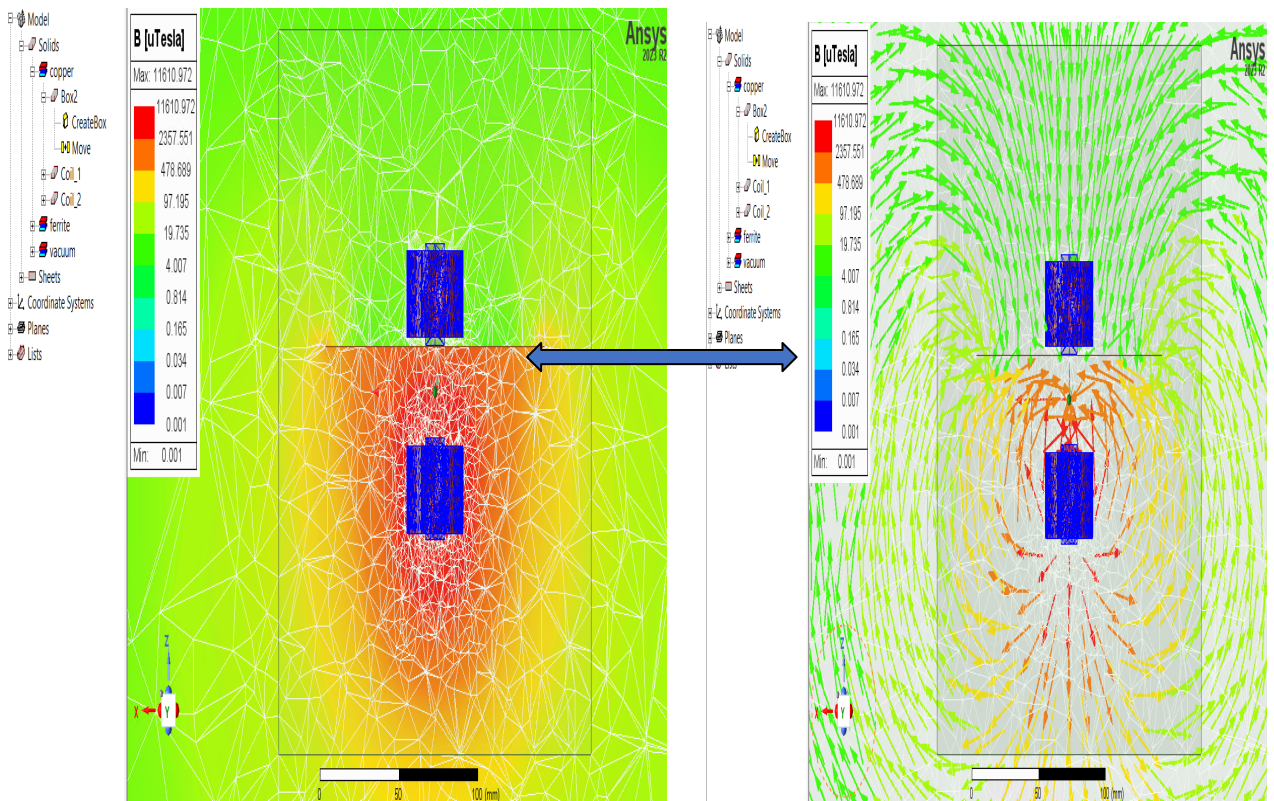 Model
Solids
copper
Box2
CreateBox
Move
Coil_1
Coil_2
ferrite
vacuum
Sheets
Coordinate Systems
Planes
Lists
B [uTesla]
Max: 11610.972
11610.972
2357.551
478.689
97.195
19.735
4.007
0.814
0.165
0.034
0.007
0.001
Min: 0.001
Ansys
2023 R2
Z
X
Y
0
50
100 (mm)
Model
Solids
copper
Box2
CreateBox
Move
Coil_1
Coil_2
ferrite
vacuum
Sheets
Coordinate Systems
Planes
B [uTesla]
Max: 11610.972
11610.972
2357.551
478.689
97.195
19.735
4.007
0.814
0.165
0.034
0.007
0.001
Min: 0.001
Ansys
2023 R2
Z
X
Y
0
50
100 (mm)